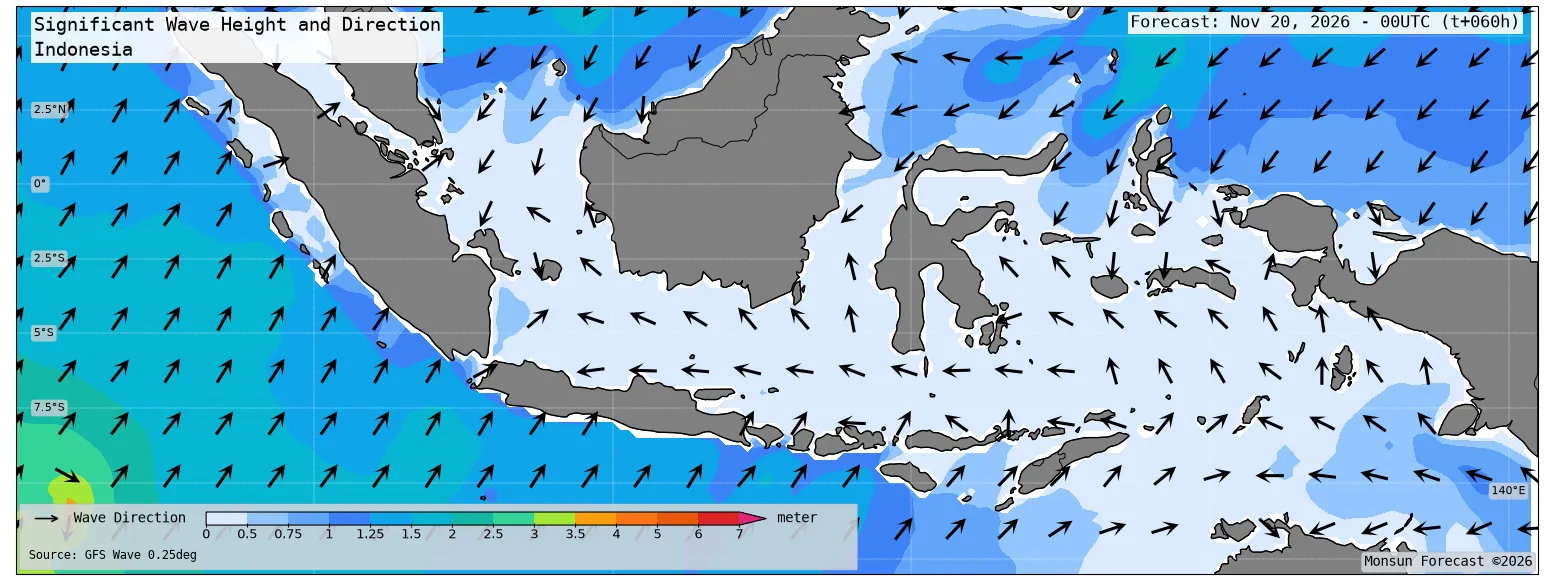 Significant Wave Height and Direction
Indonesia
Forecast: Nov 20, 2026 - 00UTC (t+060h)
2.5°N
0°
2.5°S
5°S
7.5°S
140°E
Wave Direction
0 0.5 0.75 1 1.25 1.5 2 2.5 3 3.5 4 5 6 7
meter
Source: GFS Wave 0.25deg
Monsun Forecast ©2026